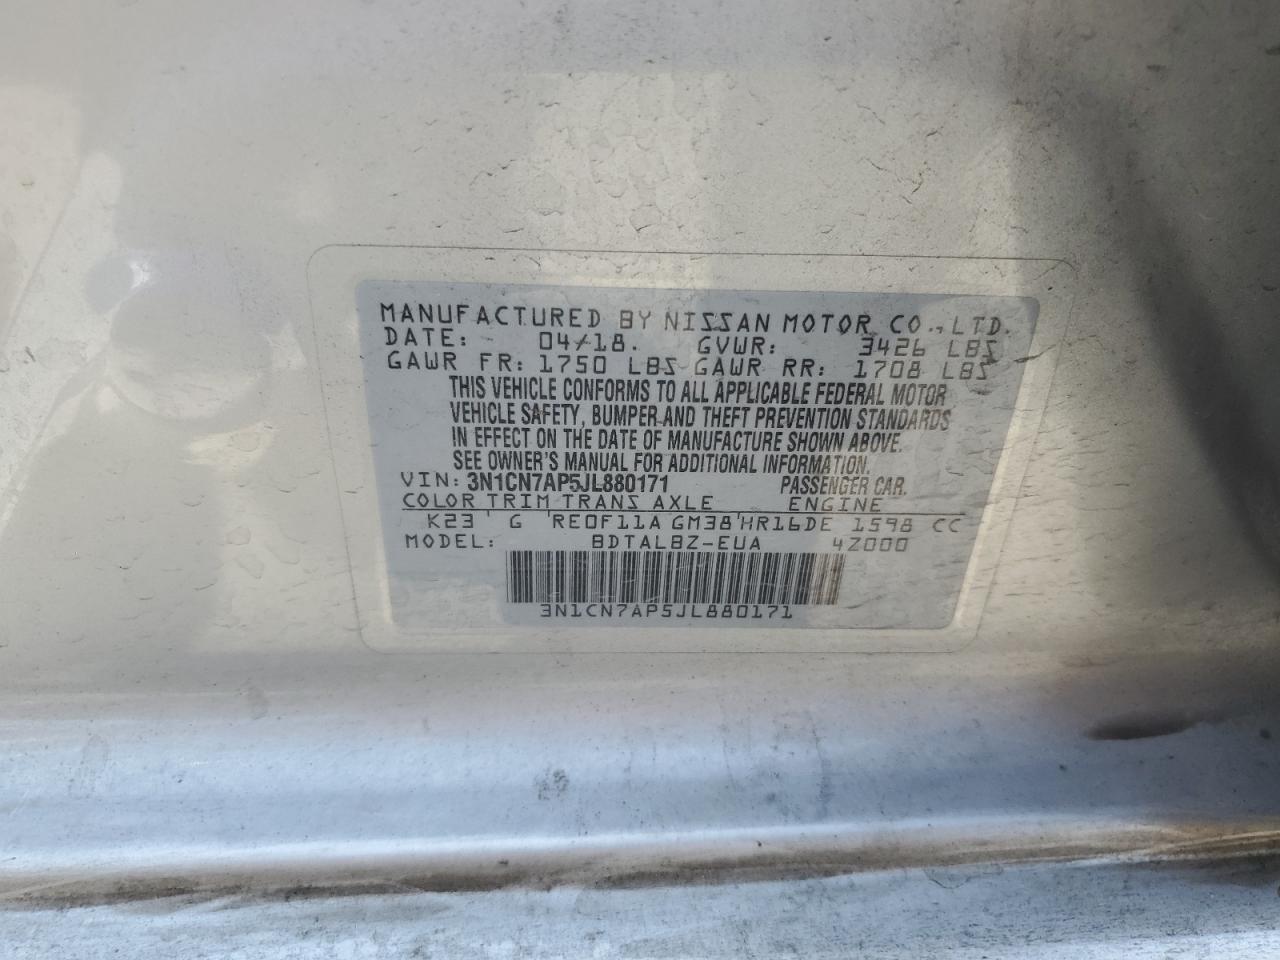 MANUFACTURED BY NISSAN MOTOR CO., LTD.
DATE: 04/18. GVWR: 3426 LBS
GAWR FR: 1750 LBS GAWR RR: 1708 LBS
THIS VEHICLE CONFORMS TO ALL APPLICABLE FEDERAL MOTOR
VEHICLE SAFETY, BUMPER AND THEFT PREVENTION STANDARDS
IN EFFECT ON THE DATE OF MANUFACTURE SHOWN ABOVE.
SEE OWNER'S MANUAL FOR ADDITIONAL INFORMATION.
VIN: 3N1CN7AP5JL880171 PASSENGER CAR.
COLOR TRIM TRANS AXLE ENGINE
K23 G RE0F11A GM38 HR16DE 1598 CC
MODEL: BDTALBZ-EUA 4Z000
3N1CN7AP5JL880171